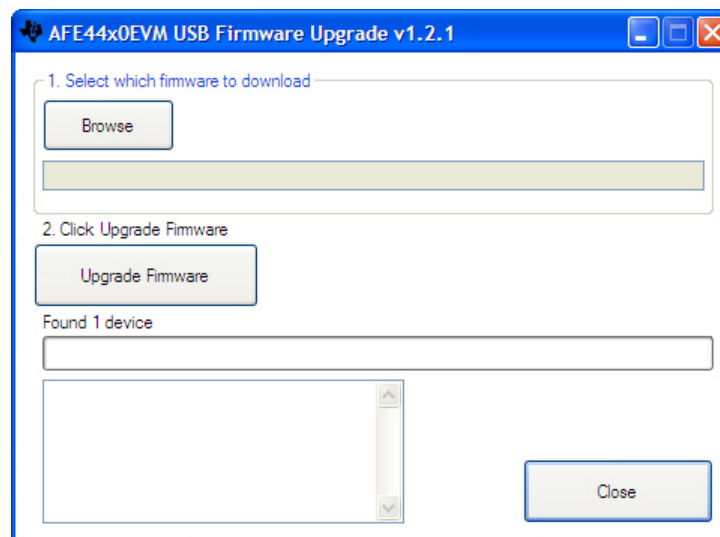 AFE44x0EVM USB Firmware Upgrade v1.2.1
1. Select which firmware to download
Browse
2. Click Upgrade Firmware
Upgrade Firmware
Found 1 device
Close